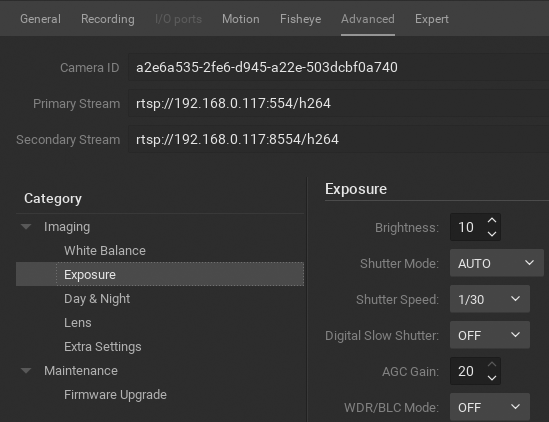 General Recording I/O ports Motion Fisheye Advanced Expert
Camera ID a2e6a535-2fe6-d945-a22e-503dcbf0a740
Primary Stream rtsp://192.168.0.117:554/h264
Secondary Stream rtsp://192.168.0.117:8554/h264
Category
Imaging
White Balance
Exposure
Day & Night
Lens
Extra Settings
Maintenance
Firmware Upgrade
Exposure
Brightness: 10
Shutter Mode: AUTO
Shutter Speed: 1/30
Digital Slow Shutter: OFF
AGC Gain: 20
WDR/BLC Mode: OFF